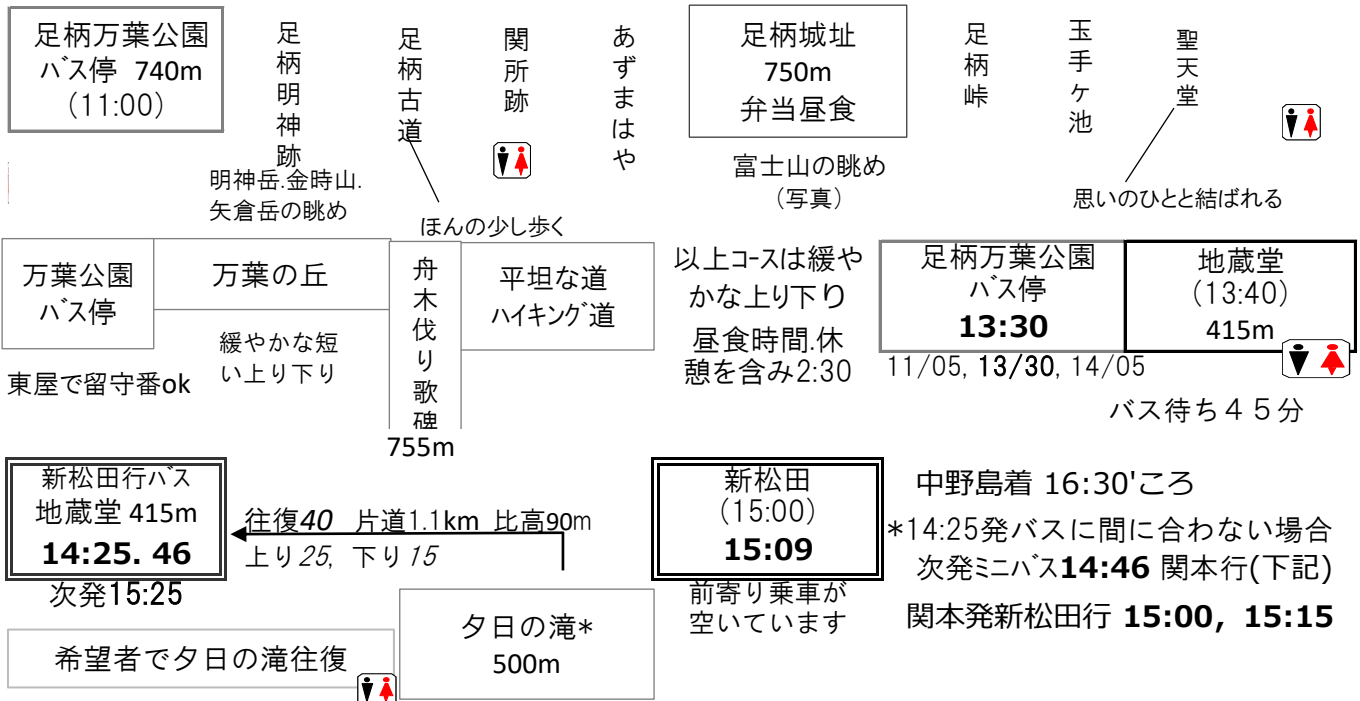 足柄万葉公園
バス停 740m
(11:00)
足柄明神跡
足柄古道
関所跡
あずまはや
足柄城址
750m
弁当昼食
足柄峠
玉手ヶ池
聖天堂
明神岳.金時山.
矢倉岳の眺め
ほんの少し歩く
富士山の眺め
(写真)
思いのひとと結ばれる
万葉公園
バス停
万葉の丘
舟木伐り歌碑
平坦な道
ハイキング道
以上コースは緩や
かな上り下り
昼食時間.休
憩を含み2:30
足柄万葉公園
バス停
13:30
地蔵堂
(13:40)
415m
11/05, 13/30, 14/05
東屋で留守番ok
緩やかな短
い上り下り
755m
バス待ち45分
新松田行バス
地蔵堂 415m
14:25. 46
次発15:25
往復40 片道1.1km 比高90m
上り25, 下り15
新松田
(15:00)
15:09
前寄り乗車が
空いています
中野島着 16:30'ころ
*14:25発バスに間に合わない場合
次発ミニバス14:46 関本行(下記)
関本発新松田行 15:00, 15:15
希望者で夕日の滝往復
夕日の滝*
500m